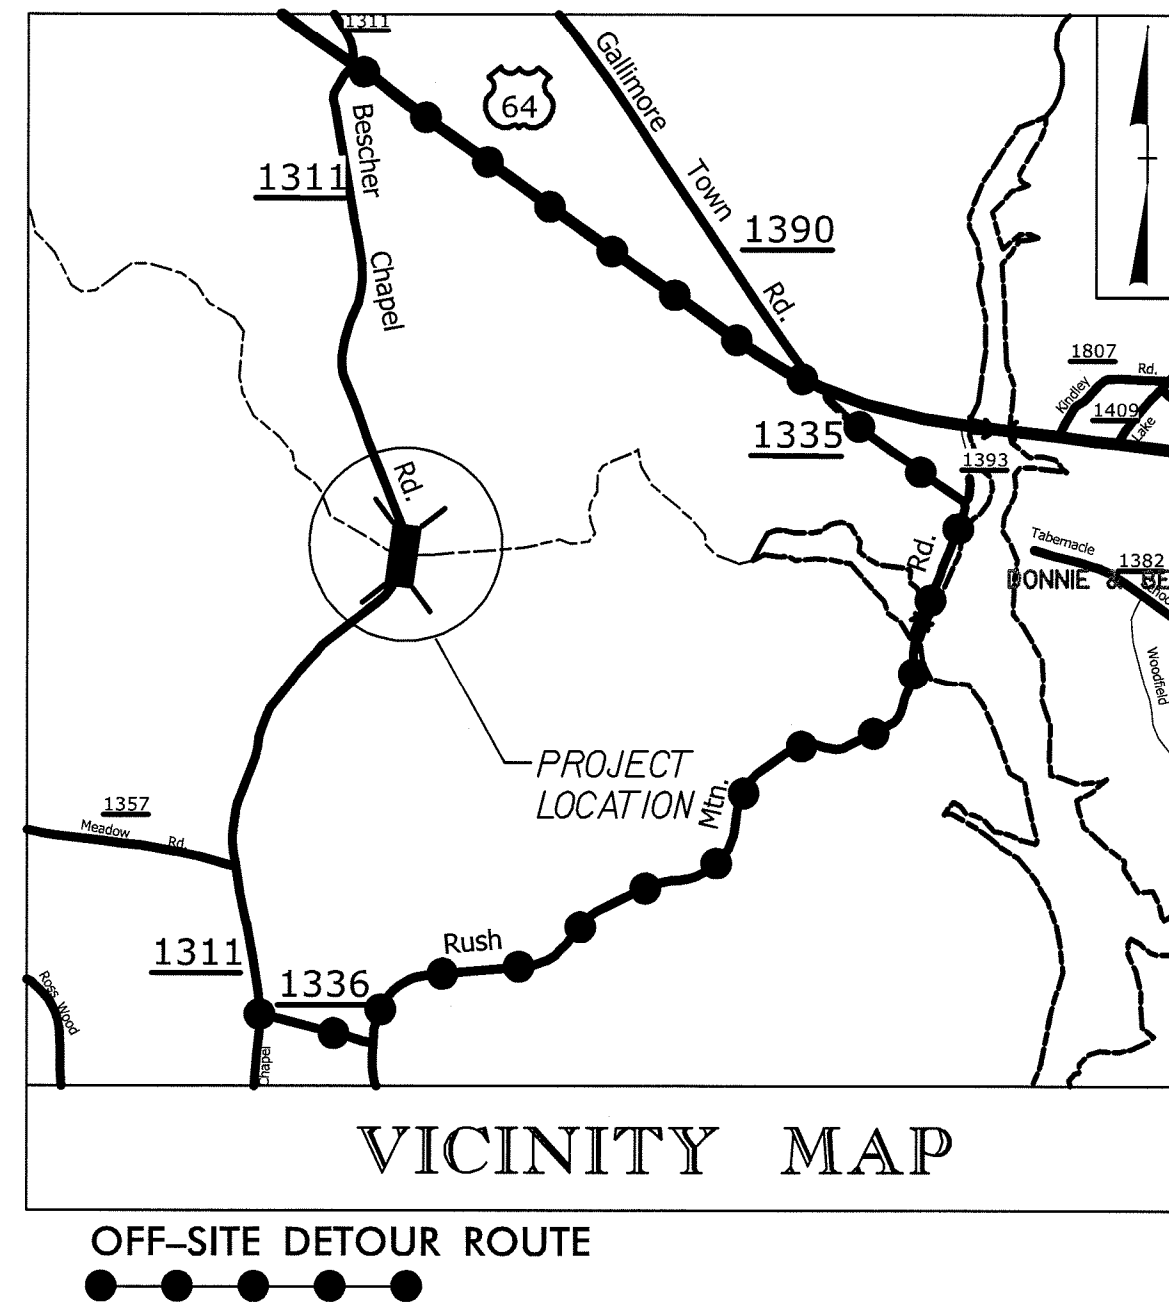 1311
64
Gallimore Town Rd.
1311
Bescher Chapel Rd.
1390
1807
Kindley
Rd.
1409
Lake
1335
1393
Rd.
Tabernacle
1382
DONNIE & BE
Woodfield
PROJECT
LOCATION
Mtn.
1357
Meadow Rd.
Rush
1311
1336
Ross Wood
Chapel
VICINITY MAP
OFF-SITE DETOUR ROUTE